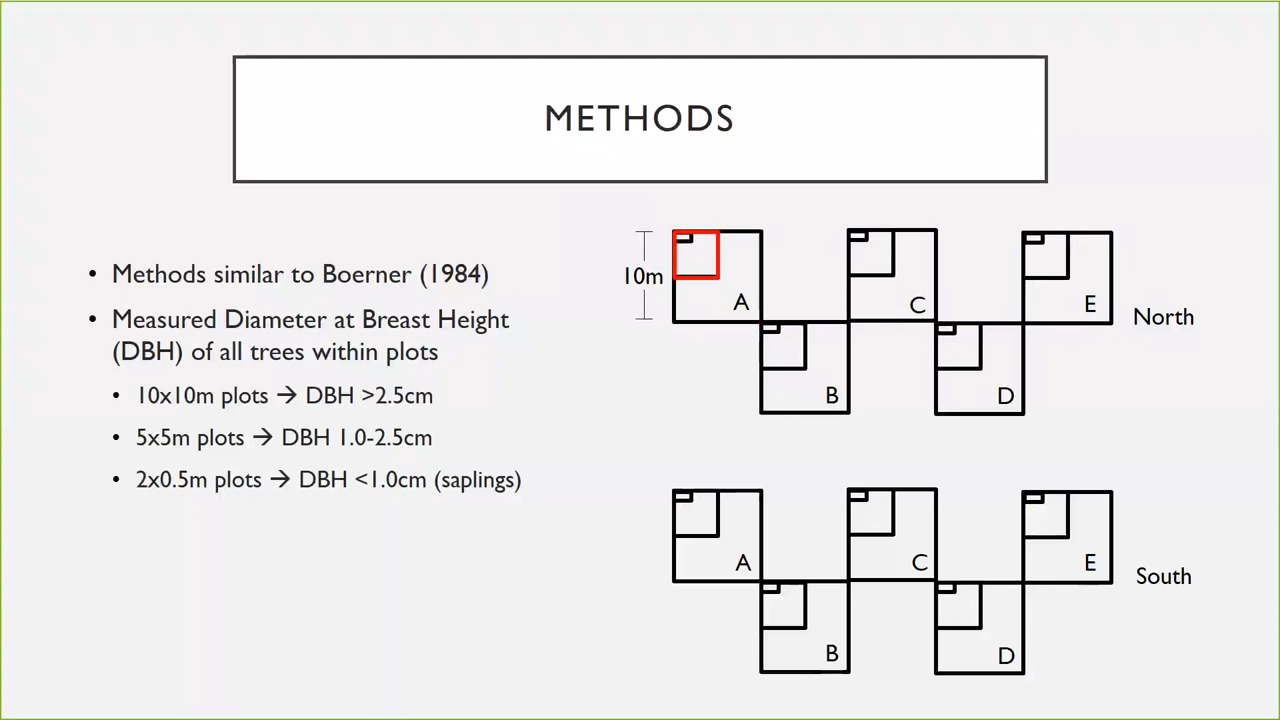 METHODS
• Methods similar to Boerner (1984)
• Measured Diameter at Breast Height
(DBH) of all trees within plots
• 10x10m plots → DBH >2.5cm
• 5x5m plots → DBH 1.0-2.5cm
• 2x0.5m plots → DBH <1.0cm (saplings)
10m
A
C
E
North
B
D
A
C
E
South
B
D